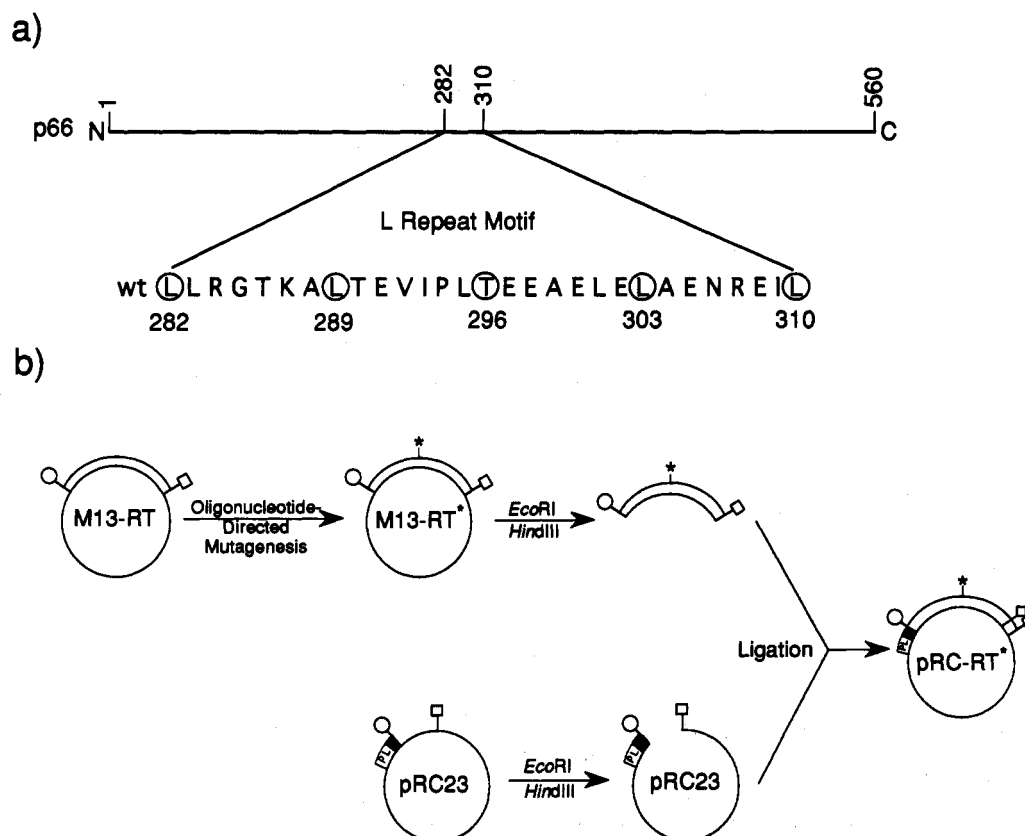 a)
282 310
p66 N 1 560 C
L Repeat Motif
wt L L R G T K A L T E V I P L T E E A E L E L A E N R E I L
282 289 296 303 310
b)
*
*
M13-RT
Oligonucleotide-
Directed
Mutagenesis
M13-RT*
EcoRI
HindIII
*
PL
pRC-RT*
Ligation
PL
pRC23
EcoRI
HindIII
PL
pRC23